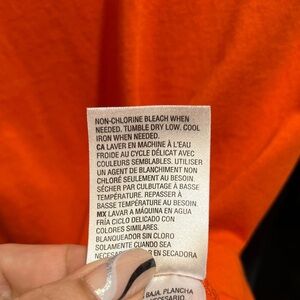 NON-CHLORINE BLEACH WHEN
NEEDED. TUMBLE DRY LOW. COOL
IRON WHEN NEEDED.
CA LAVER EN MACHINE À L'EAU
FROIDE AU CYCLE DÉLICAT AVEC
COULEURS SEMBLABLES. UTILISER
UN AGENT DE BLANCHIMENT NON
CHLORÉ SEULEMENT AU BESOIN.
SÉCHER PAR CULBUTAGE À BASSE
TEMPÉRATURE. REPASSER À
BASSE TEMPÉRATURE AU BESOIN.
MX LAVAR A MÁQUINA EN AGUA
FRÍA CICLO DELICADO CON
COLORES SIMILARES.
BLANQUEADOR SIN CLORO
SOLAMENTE CUANDO SEA
EN SECADORA
BAJA. PLANCHA